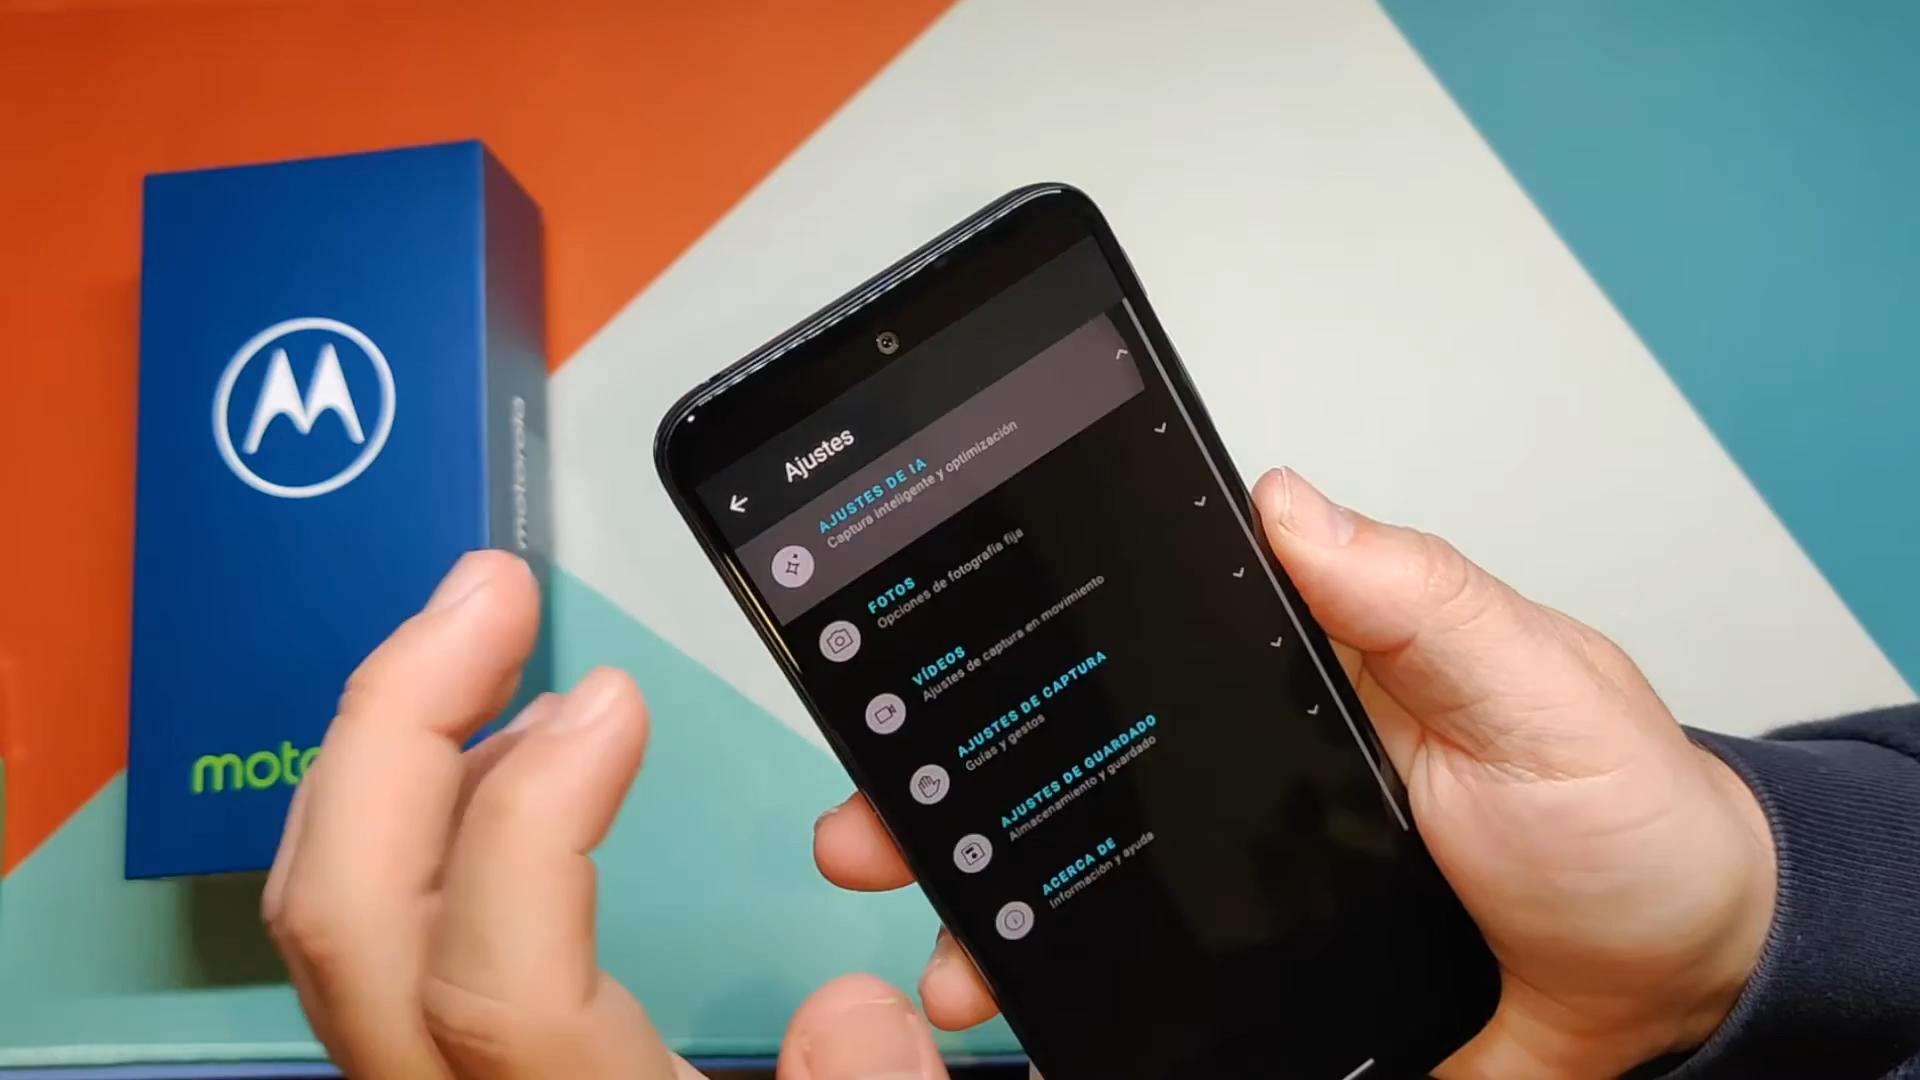 motorola
moto
Ajustes
AJUSTES DE IA
Captura inteligente y optimización
FOTOS
Opciones de fotografía fija
VÍDEOS
Ajustes de captura en movimiento
AJUSTES DE CAPTURA
Guías y gestos
AJUSTES DE GUARDADO
Almacenamiento y guardado
ACERCA DE
Información y ayuda